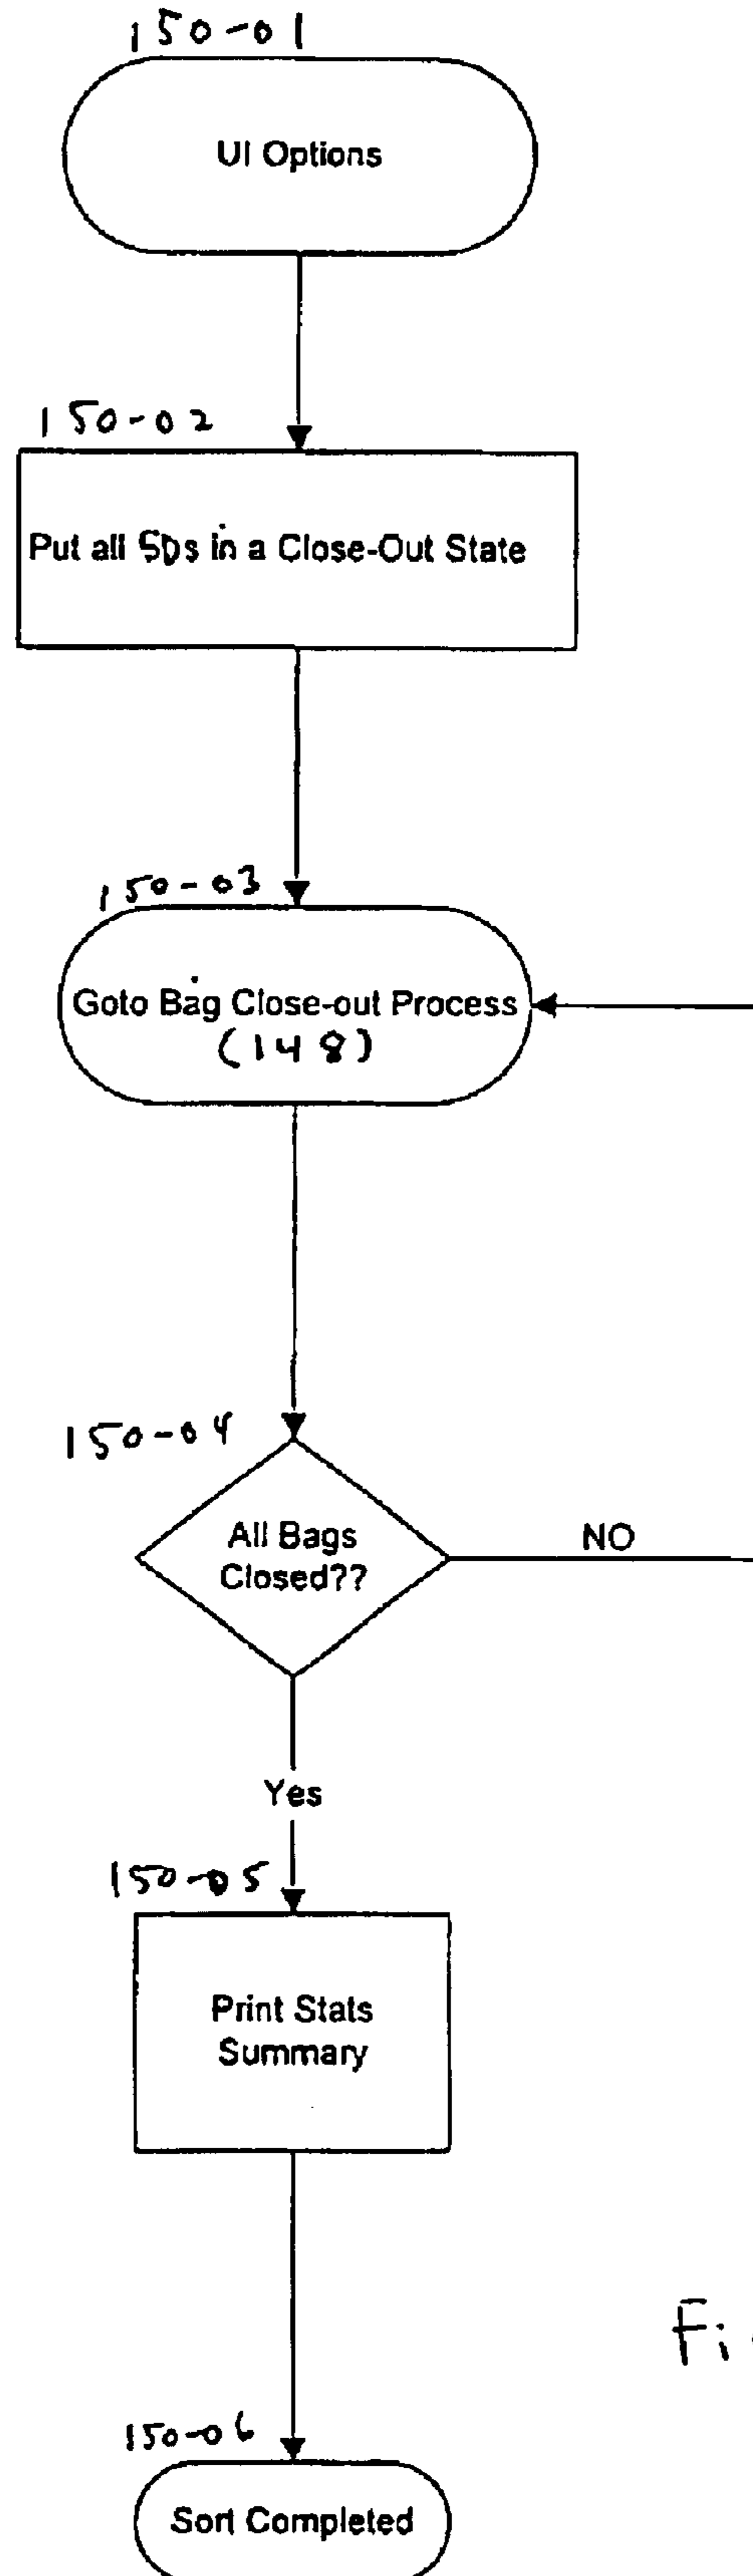 150-01
UI Options
150-02
Put all SDs in a Close-Out State
150-03
Goto Bag Close-out Process
(148)
150-04
All Bags
Closed??
NO
Yes
150-05
Print Stats
Summary
Fi
150-06
Sort Completed